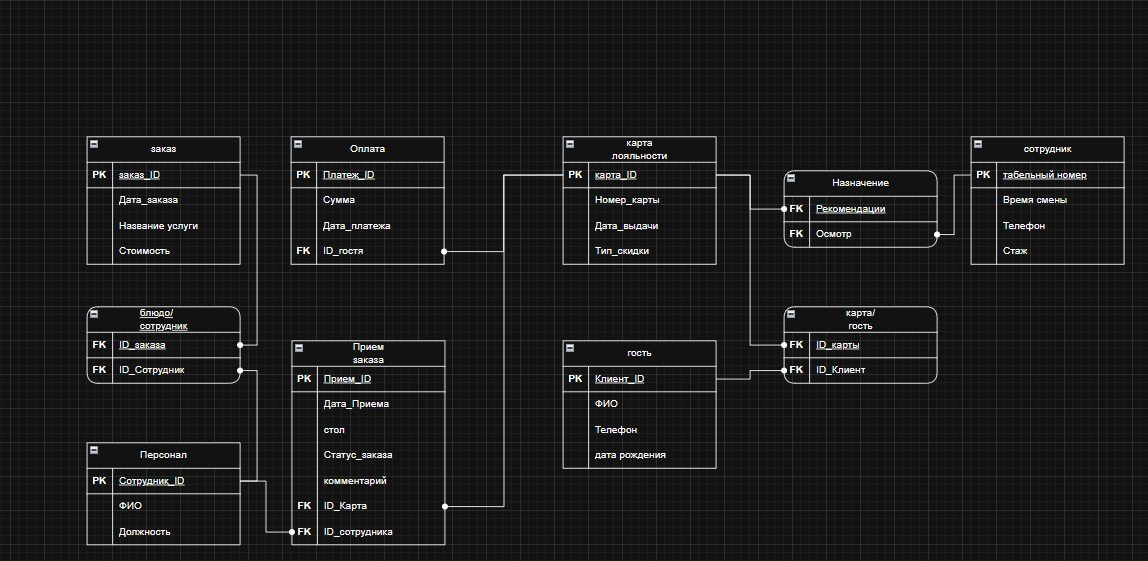 заказ
PK заказ_ID
Дата_заказа
Название услуги
Стоимость
Оплата
PK Платеж_ID
Сумма
Дата_платежа
FK ID_гостя
карта
лояльности
PK карта_ID
Номер_карты
Дата_выдачи
Тип_скидки
Назначение
FK Рекомендации
FK Осмотр
сотрудник
PK табельный номер
Время смены
Телефон
Стаж
блюдо/
сотрудник
FK ID_заказа
FK ID_Сотрудник
Прием
заказа
PK Прием_ID
Дата_Приема
стол
Статус_заказа
комментарий
FK ID_Карта
FK ID_сотрудника
гость
PK Клиент_ID
ФИО
Телефон
дата рождения
карта/
гость
FK ID_карты
FK ID_Клиент
Персонал
PK Сотрудник_ID
ФИО
Должность